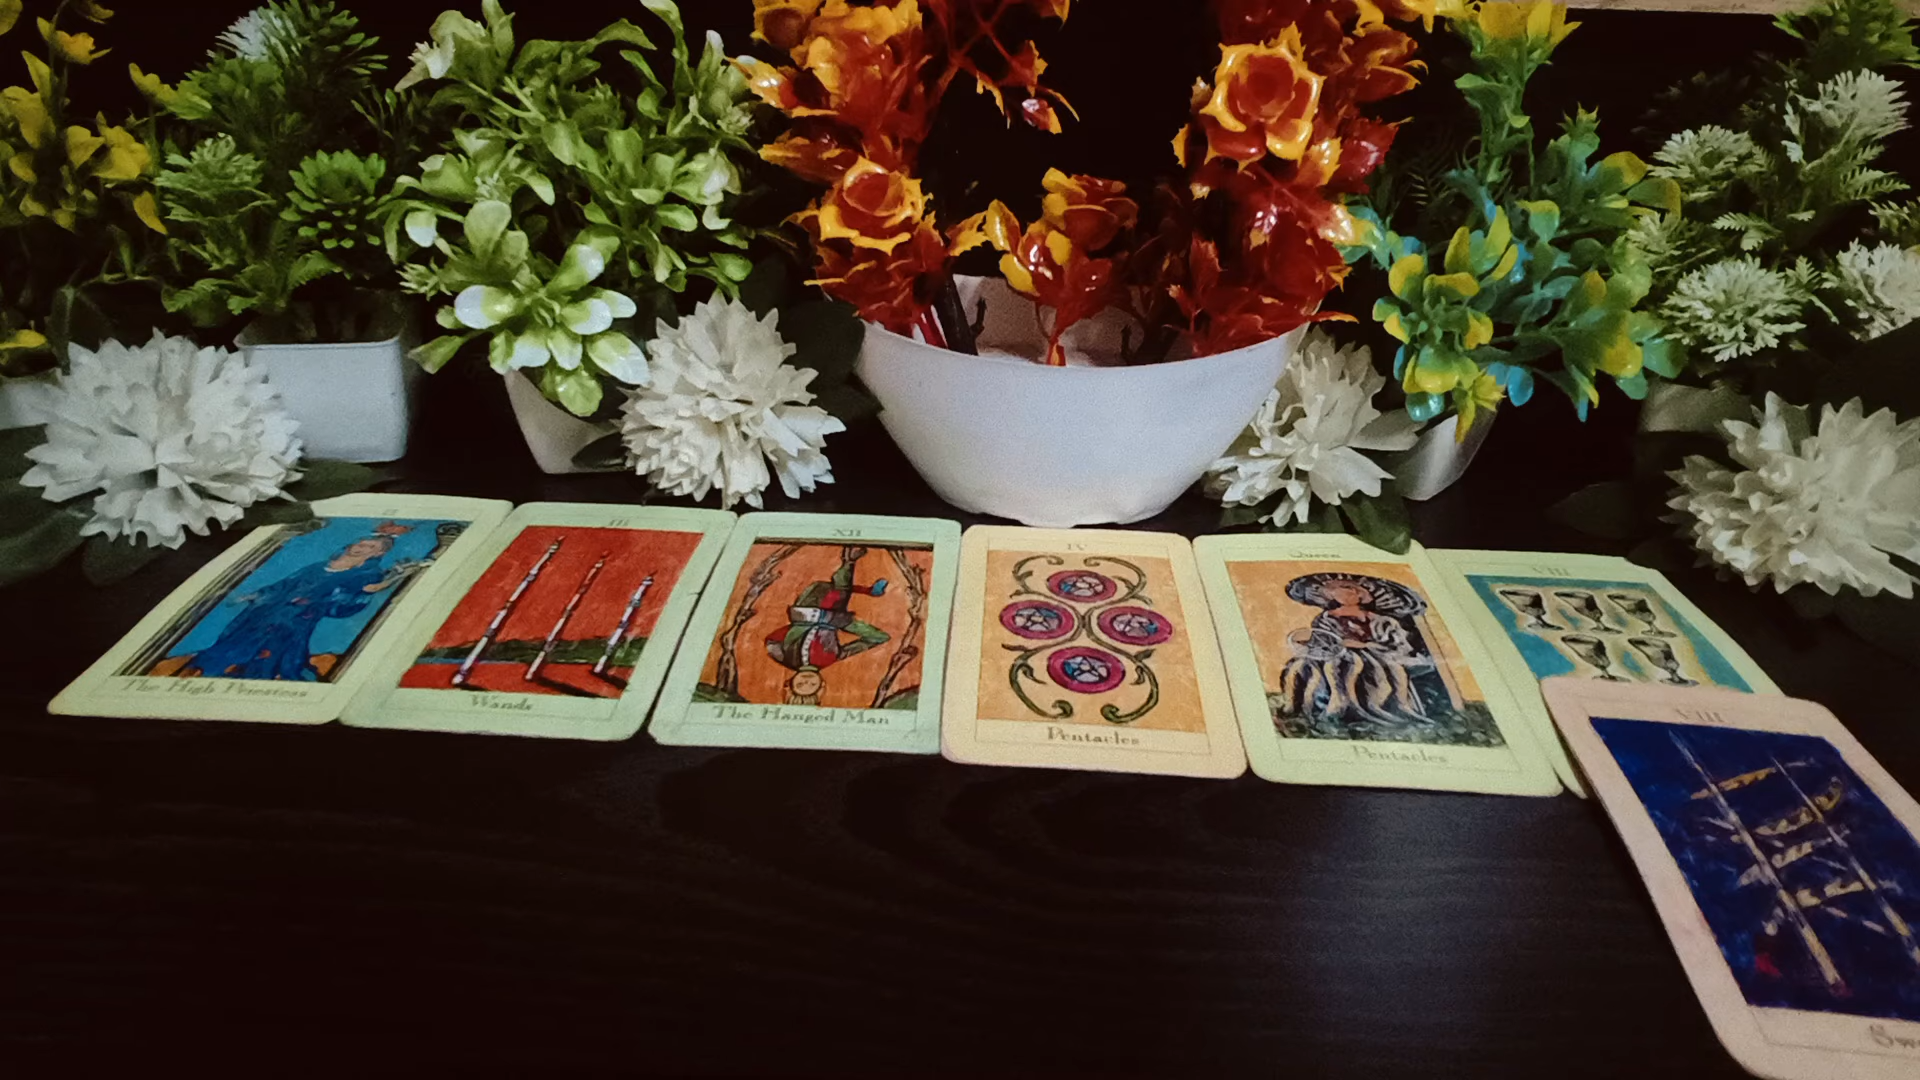 II
The High Priestess
III
Wands
XII
The Hanged Man
IV
Pentacles
Queen
Pentacles
VIII
VIII